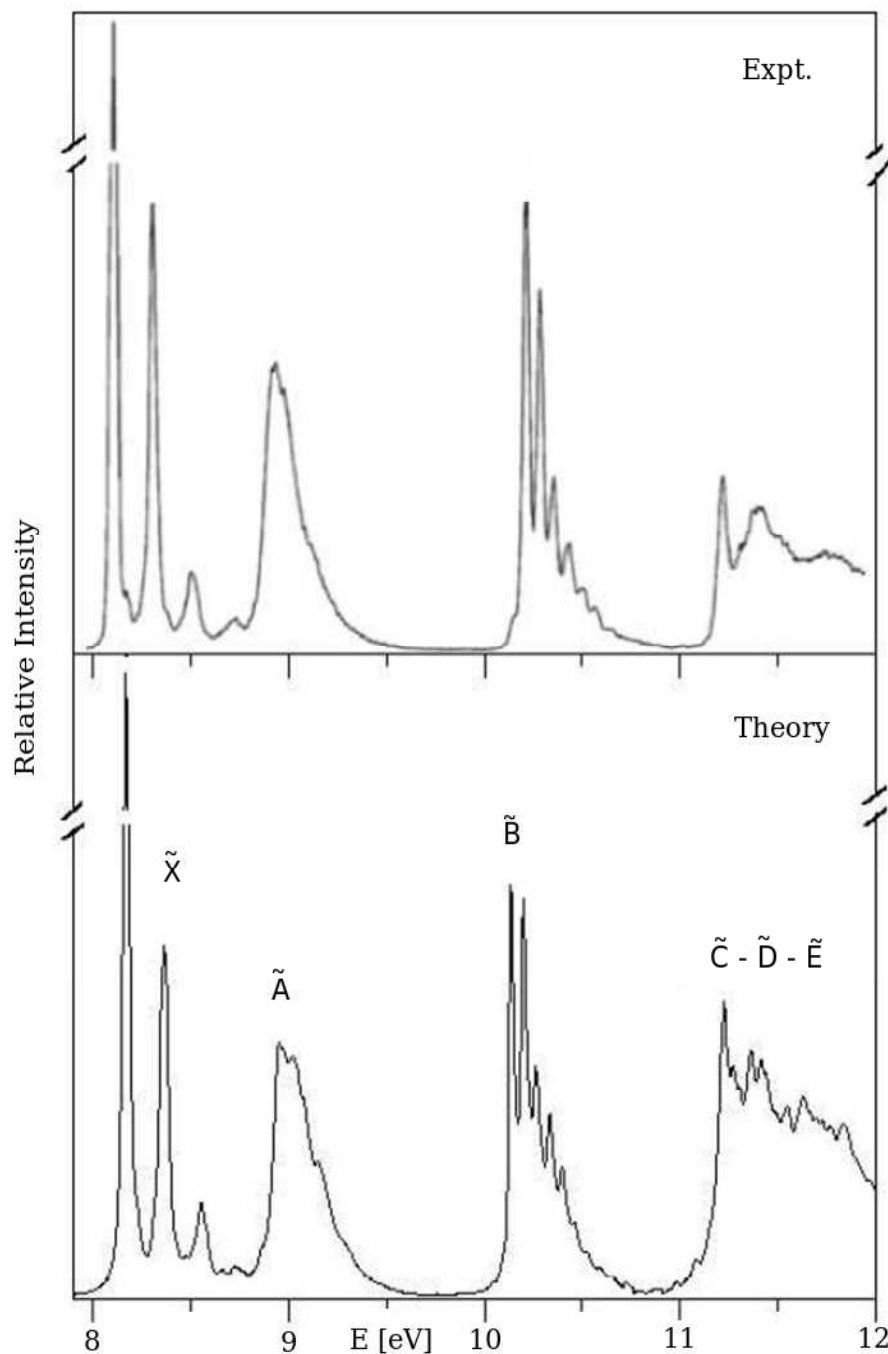 Expt.
Relative Intensity
Theory
B̃
X̃
C̃ - D̃ - Ẽ
Ã
8 9 E [eV] 10 11 12